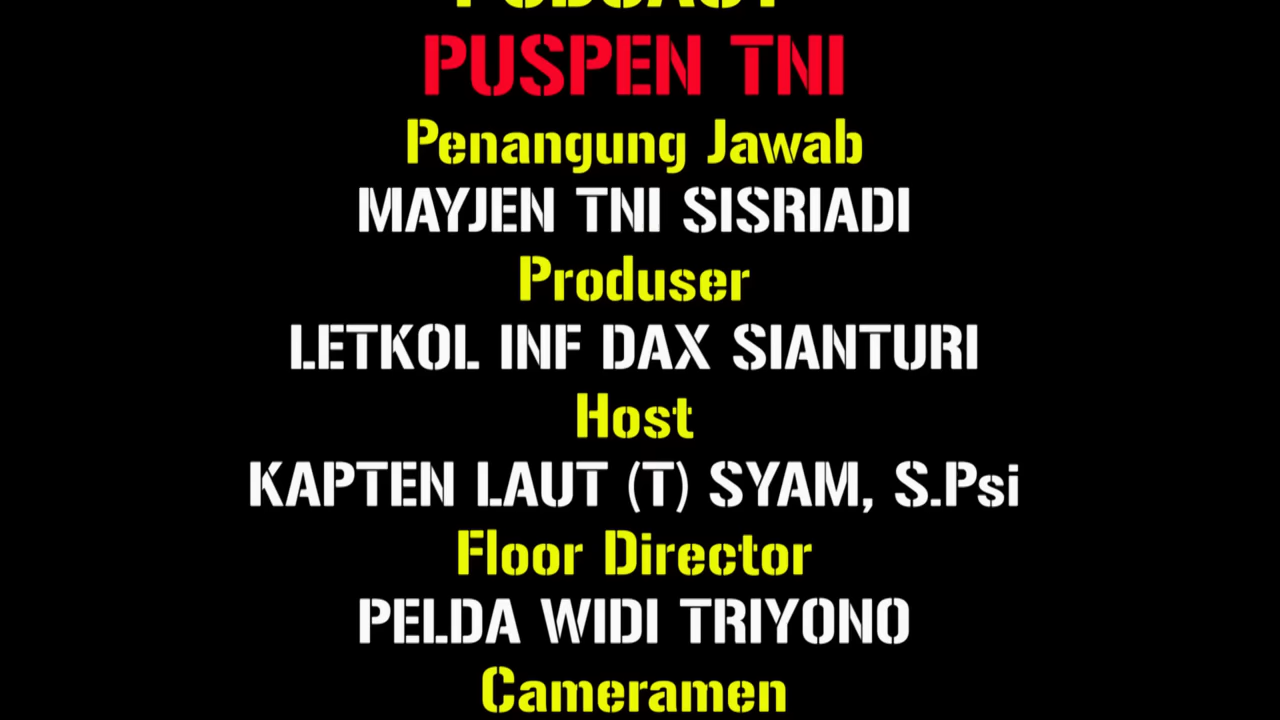 PODCAST
PUSPEN TNI
Penangung Jawab
MAYJEN TNI SISRIADI
Produser
LETKOL INF DAX SIANTURI
Host
KAPTEN LAUT (T) SYAM, S.Psi
Floor Director
PELDA WIDI TRIYONO
Cameramen